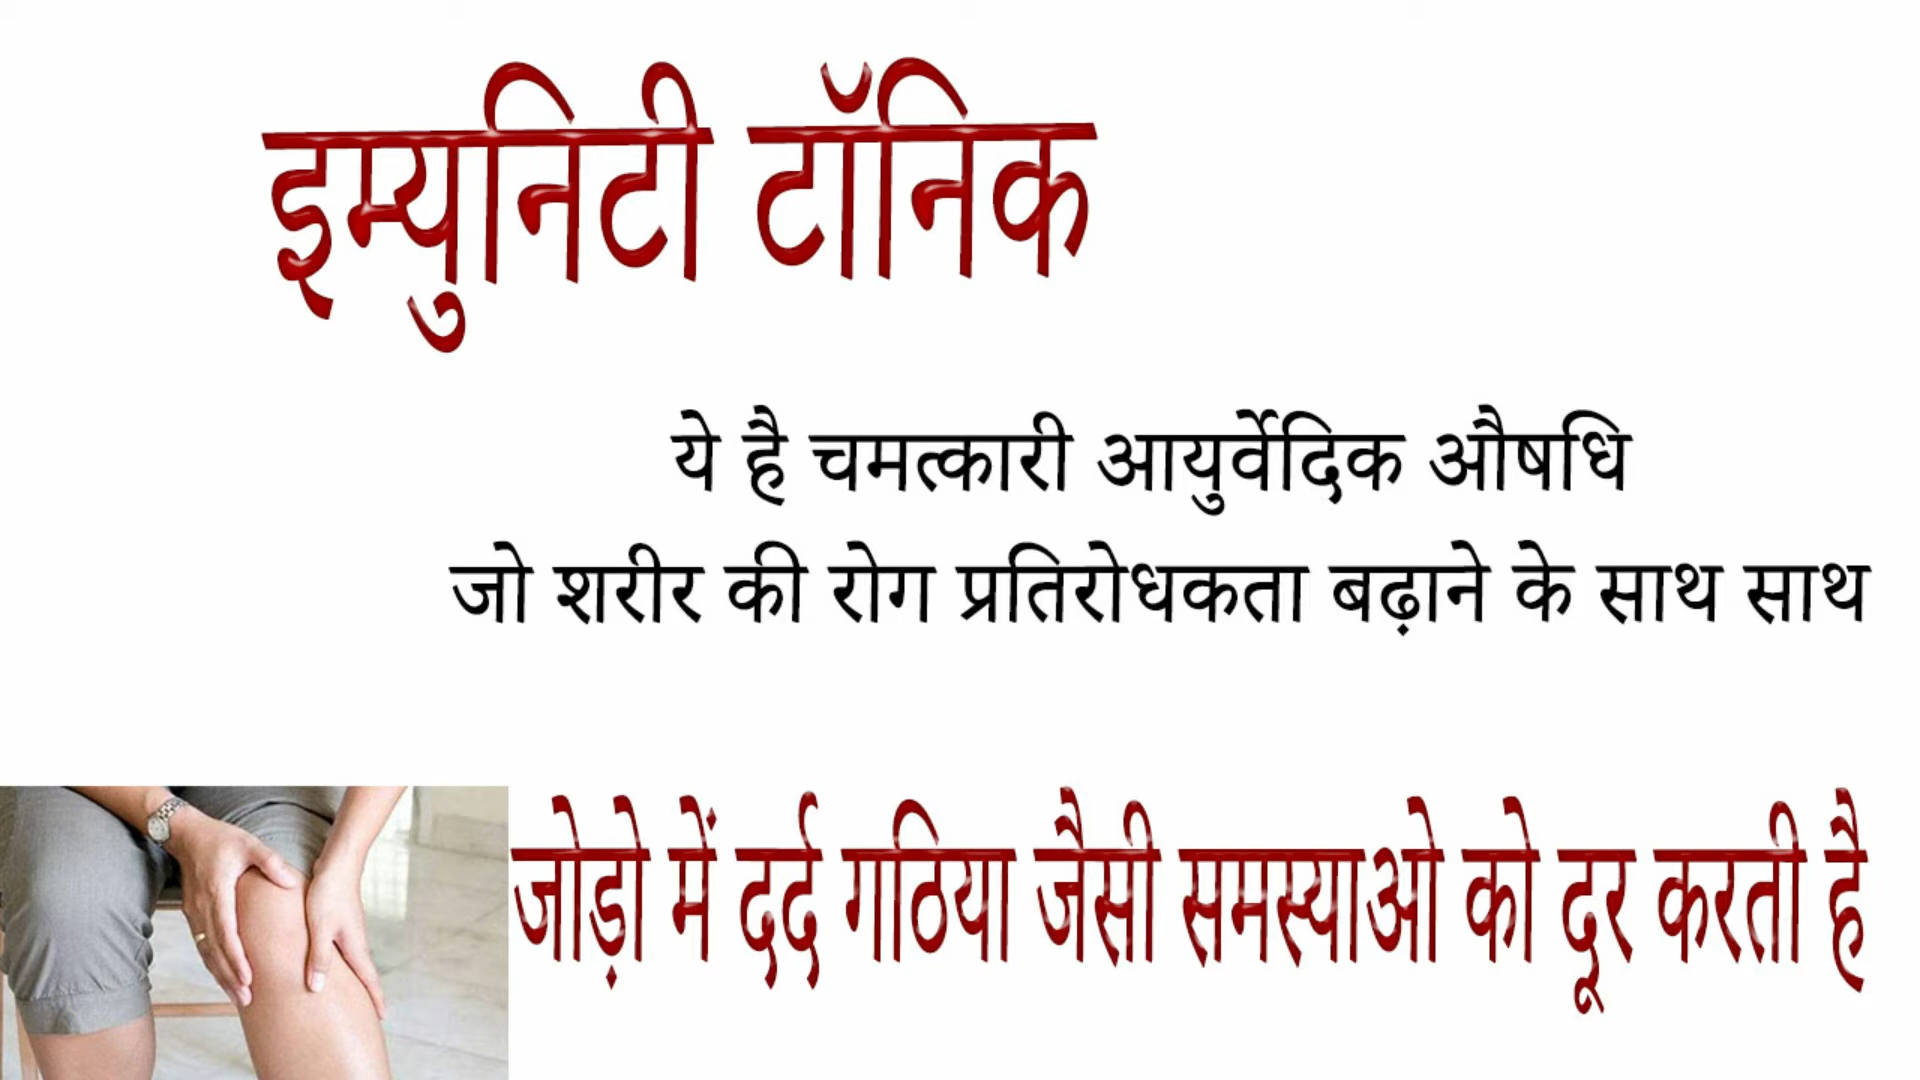 इम्युनिटी टॉनिक
ये है चमत्कारी आयुर्वेदिक औषधि
जो शरीर की रोग प्रतिरोधकता बढ़ाने के साथ साथ
जोड़ो में दर्द गठिया जैसी समस्याओ को दूर करती है